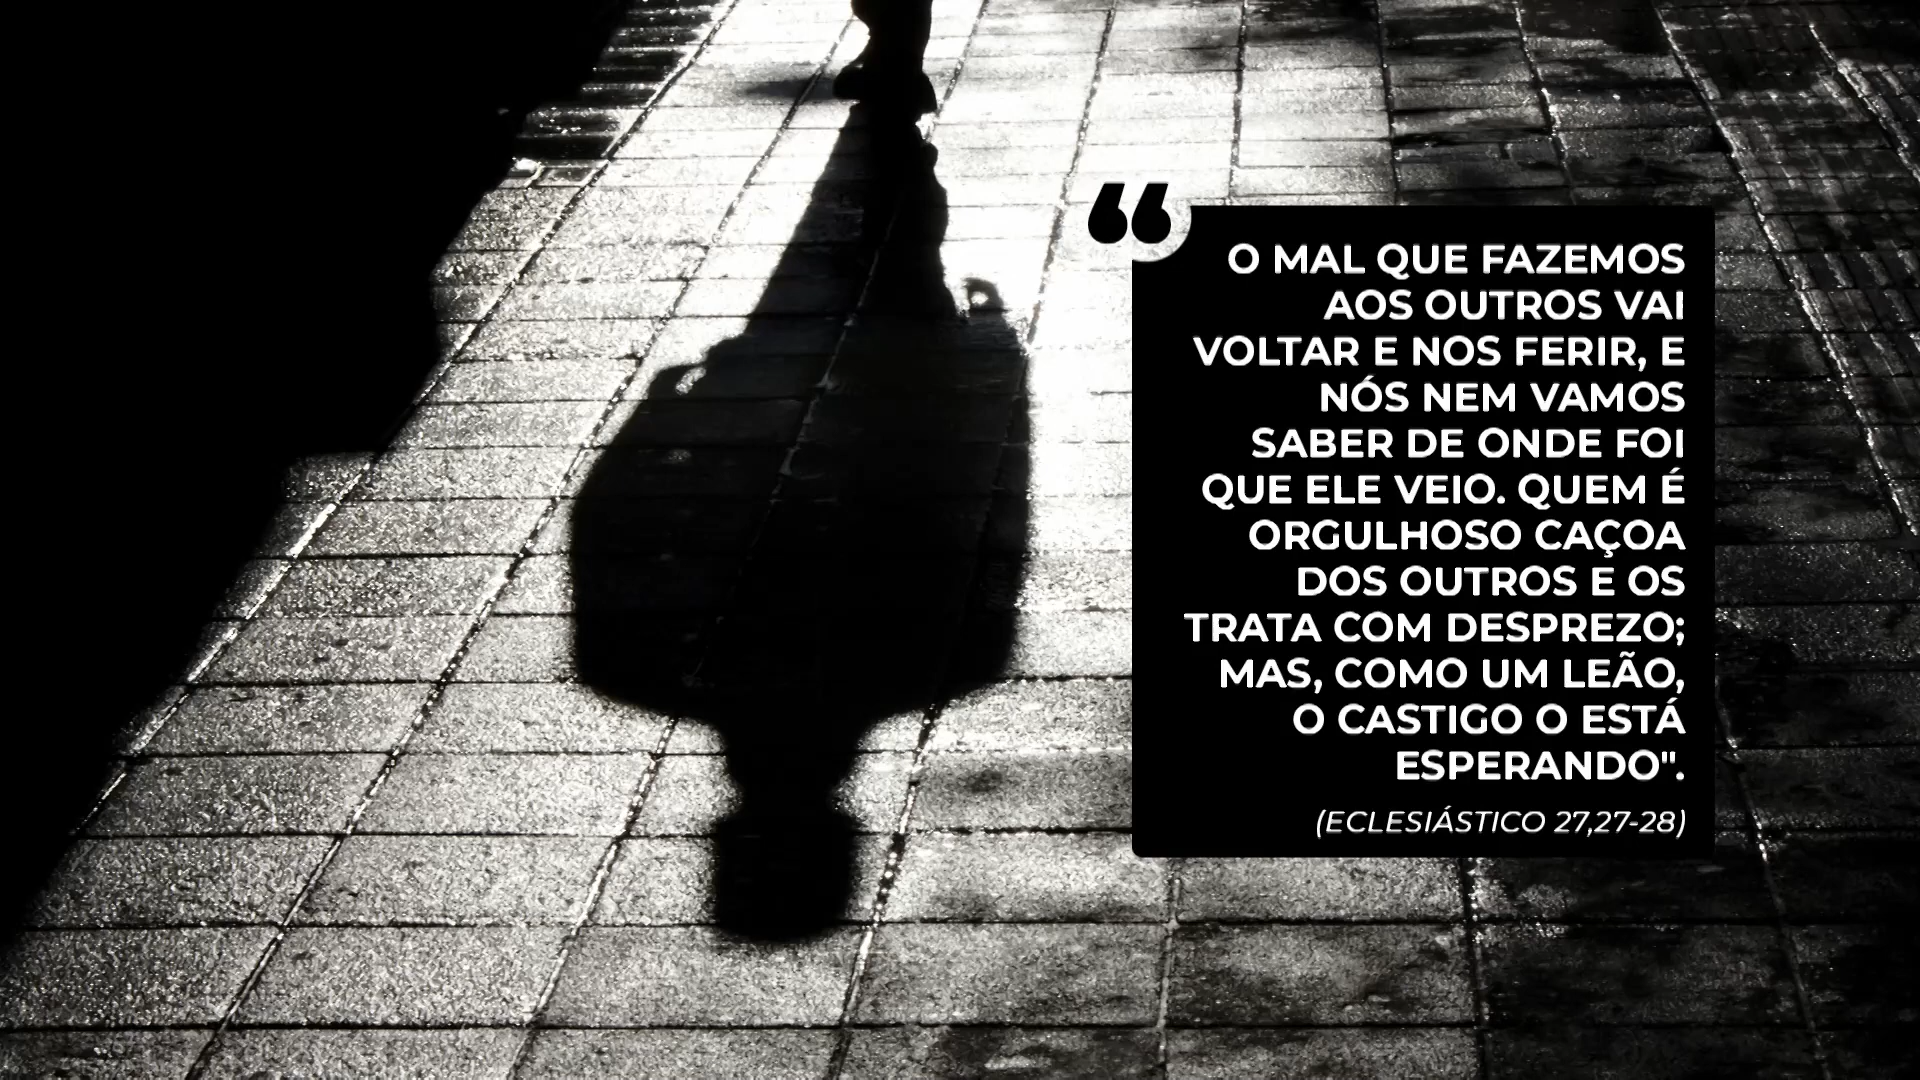 “
O MAL QUE FAZEMOS
AOS OUTROS VAI
VOLTAR E NOS FERIR, E
NÓS NEM VAMOS
SABER DE ONDE FOI
QUE ELE VEIO. QUEM É
ORGULHOSO CAÇOA
DOS OUTROS E OS
TRATA COM DESPREZO;
MAS, COMO UM LEÃO,
O CASTIGO O ESTÁ
ESPERANDO".
(ECLESIÁSTICO 27,27-28)